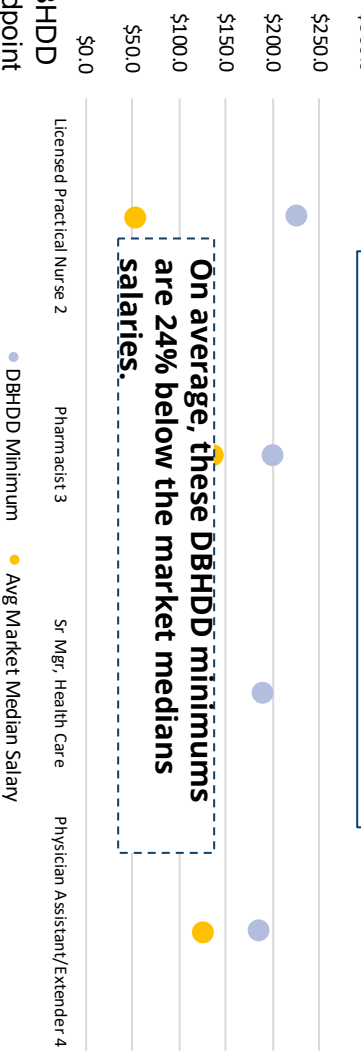 $250.0
$200.0
$150.0
$100.0
$50.0
$0.0
On average, these DBHDD minimums
are 24% below the market medians
salaries.
Licensed Practical Nurse 2
Pharmacist 3
Sr Mgr, Health Care
Physician Assistant/Extender 4
DBHDD Minimum
Avg Market Median Salary